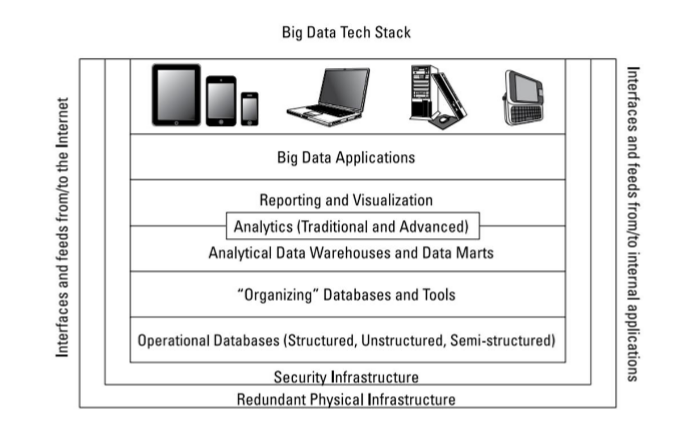 Big Data Tech Stack
Interfaces and feeds from/to the Internet
Interfaces and feeds from/to internal applications
Big Data Applications
Reporting and Visualization
Analytics (Traditional and Advanced)
Analytical Data Warehouses and Data Marts
“Organizing” Databases and Tools
Operational Databases (Structured, Unstructured, Semi-structured)
Security Infrastructure
Redundant Physical Infrastructure